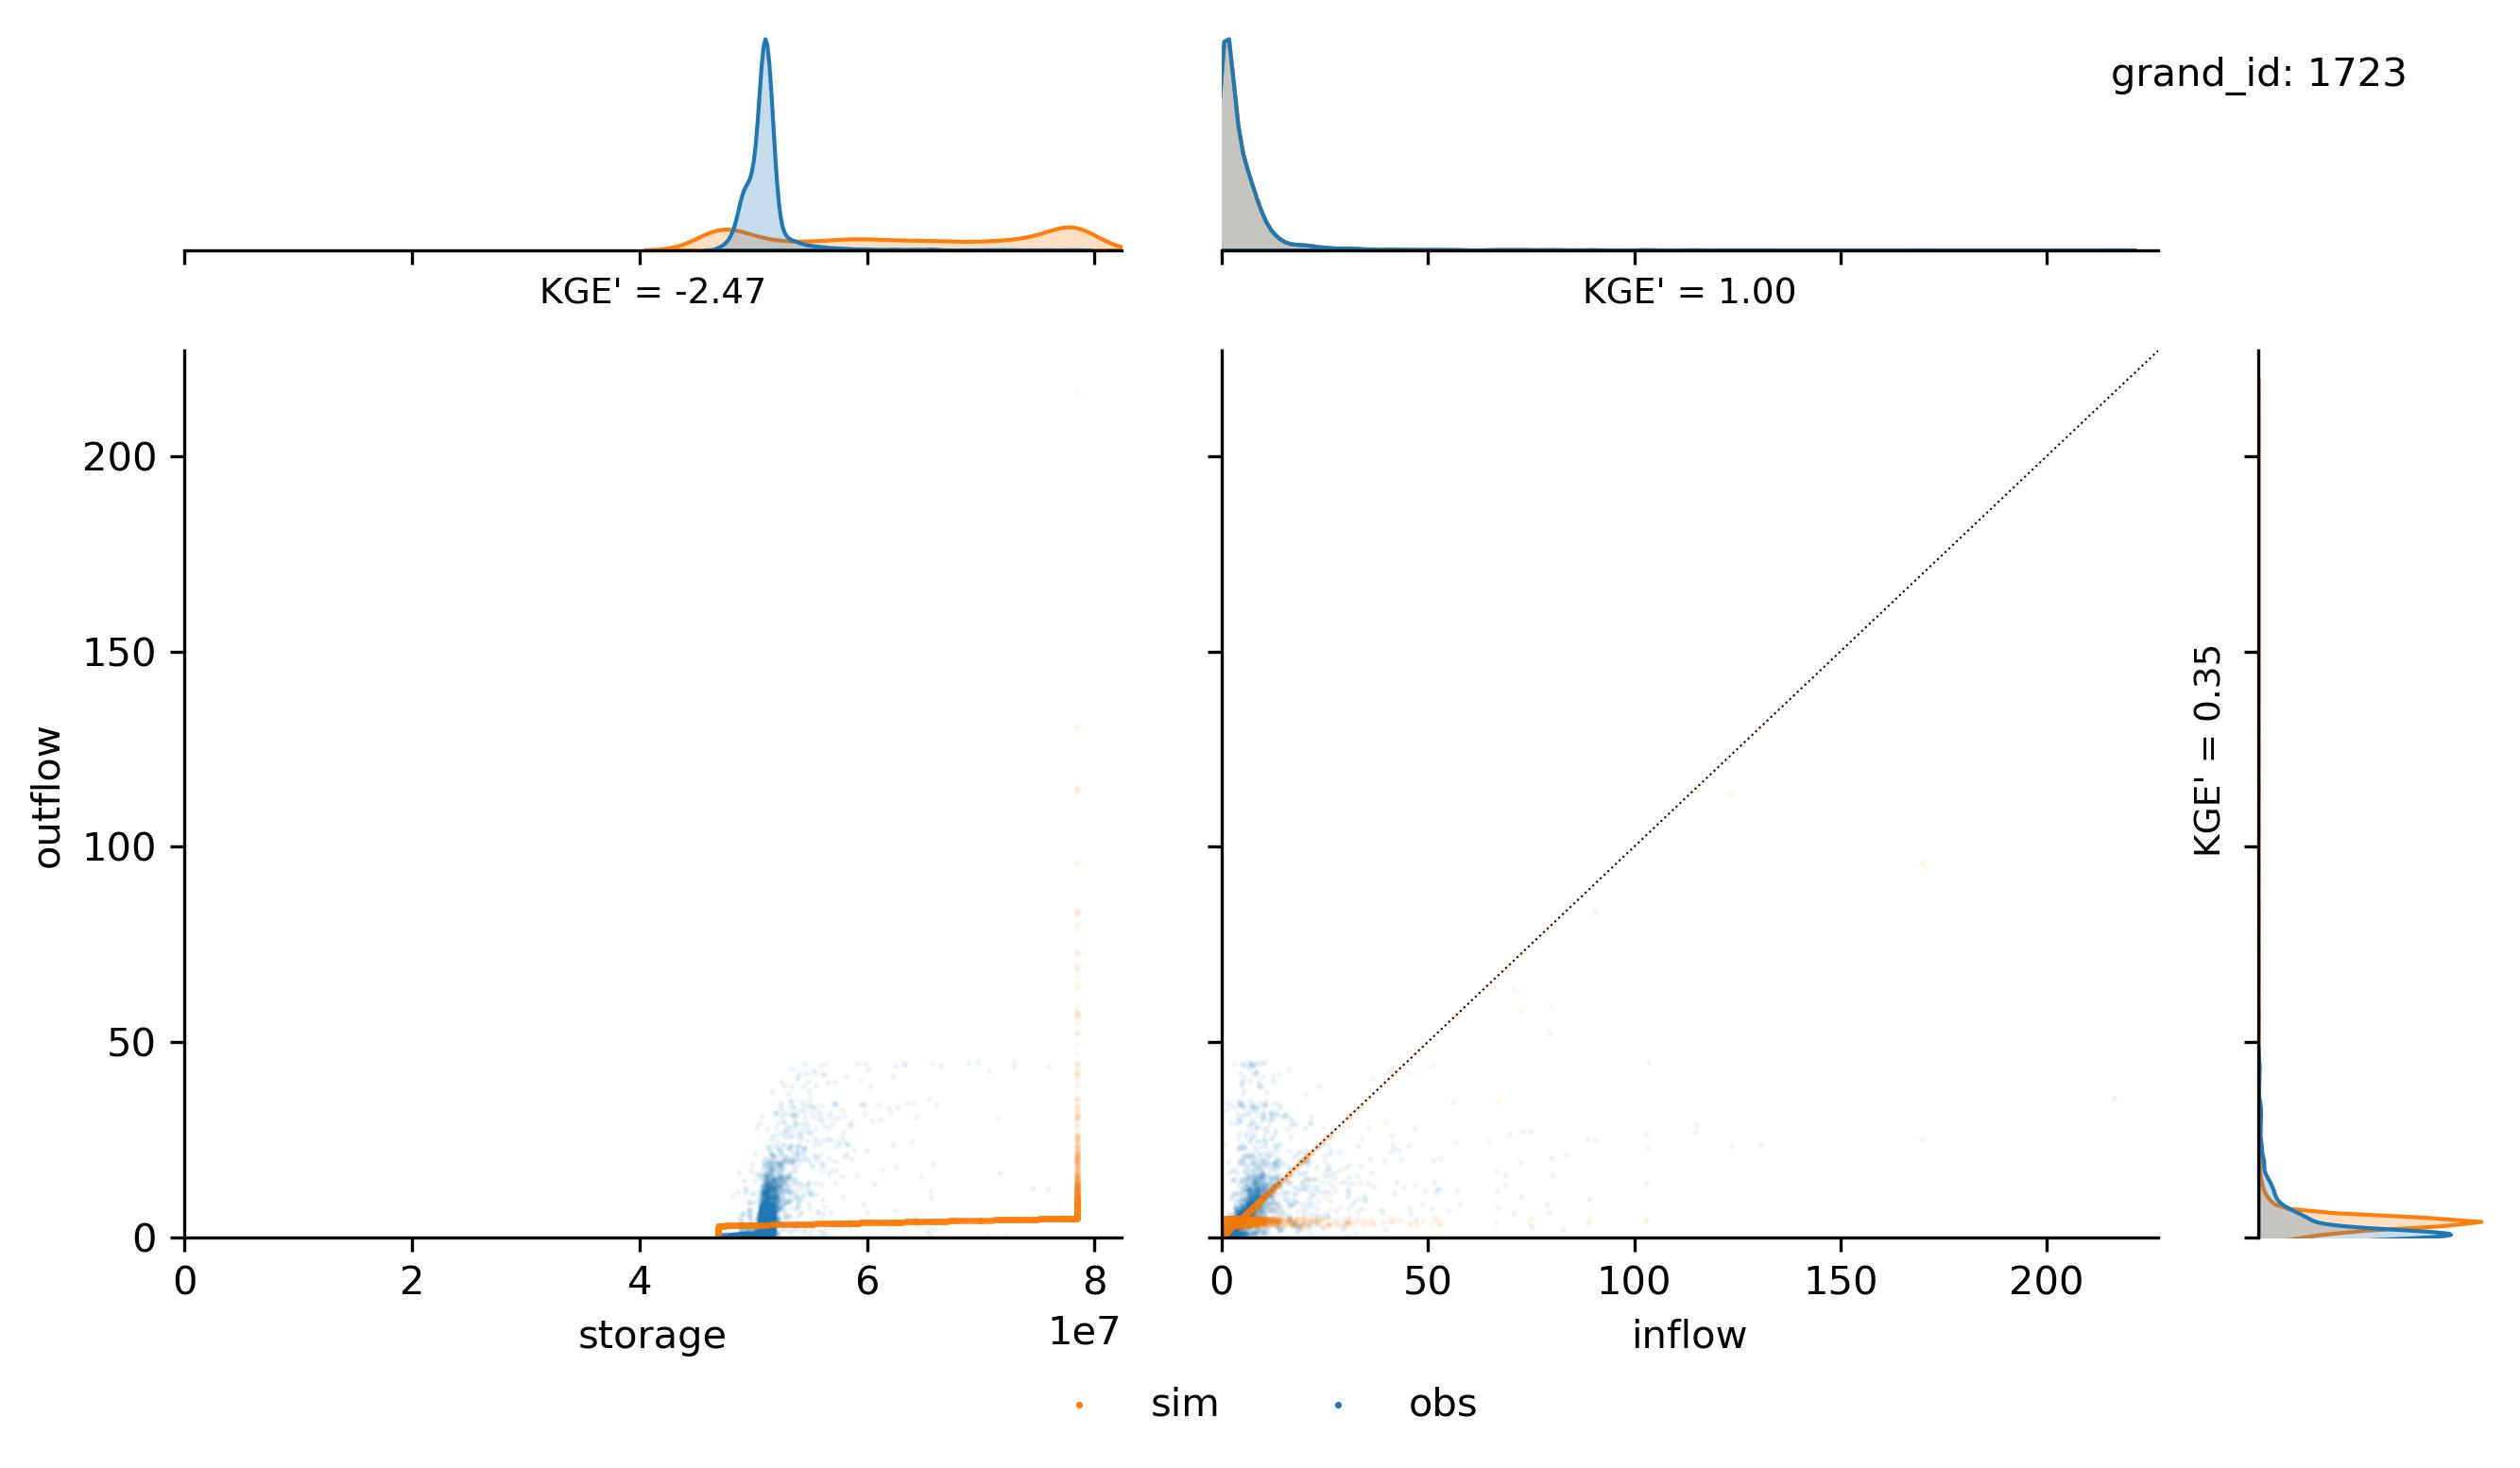 grand_id: 1723
KGE' = -2.47
KGE' = 1.00
200
150
100
50
0
outflow
KGE' = 0.35
0 2 4 6 8
0 50 100 150 200
1e7
storage
inflow
sim obs